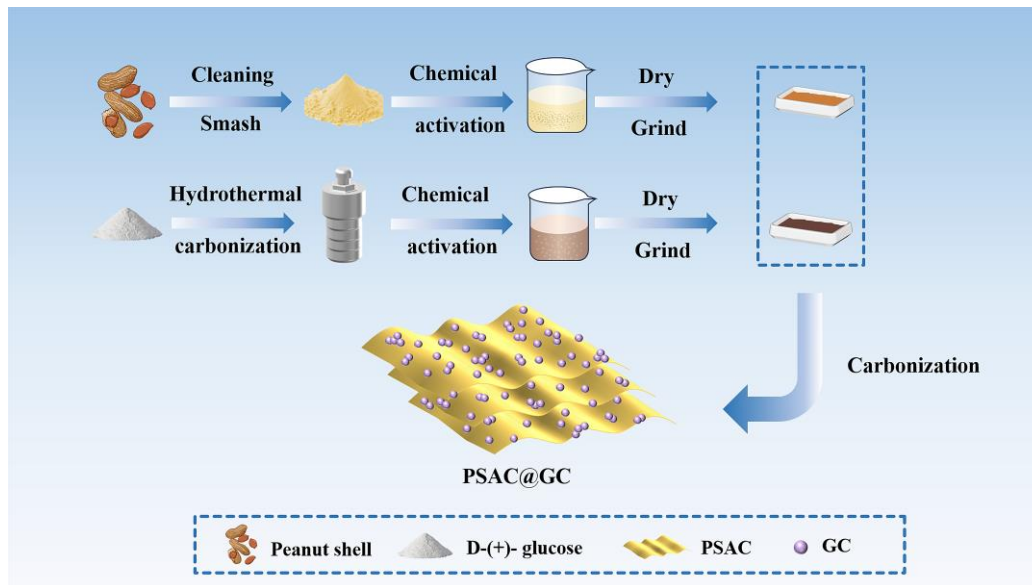 Cleaning
Smash
Chemical
activation
Dry
Grind
Hydrothermal
carbonization
Chemical
activation
Dry
Grind
Carbonization
PSAC@GC
Peanut shell
D-(+)- glucose
PSAC
GC